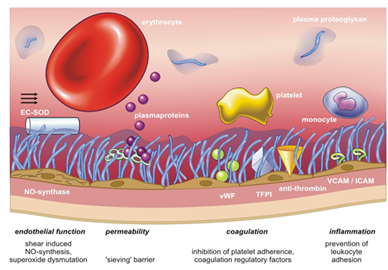 erythrocyte
plasma proteoglycan
EC-SOD
plasmaproteins
platelet
monocyte
NO-synthase
vWF
TFPI
anti-thrombin
VCAM / ICAM
endothelial function
shear induced
NO-synthesis,
superoxide dysmutation
permeability
'sieving' barrier
coagulation
inhibition of platelet adherence,
coagulation regulatory factors
inflammation
prevention of
leukocyte
adhesion